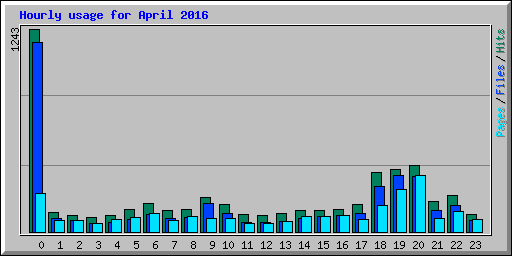 Hourly usage for April 2016
1243
Pages/Files/Hits
0 1 2 3 4 5 6 7 8 9 10 11 12 13 14 15 16 17 18 19 20 21 22 23